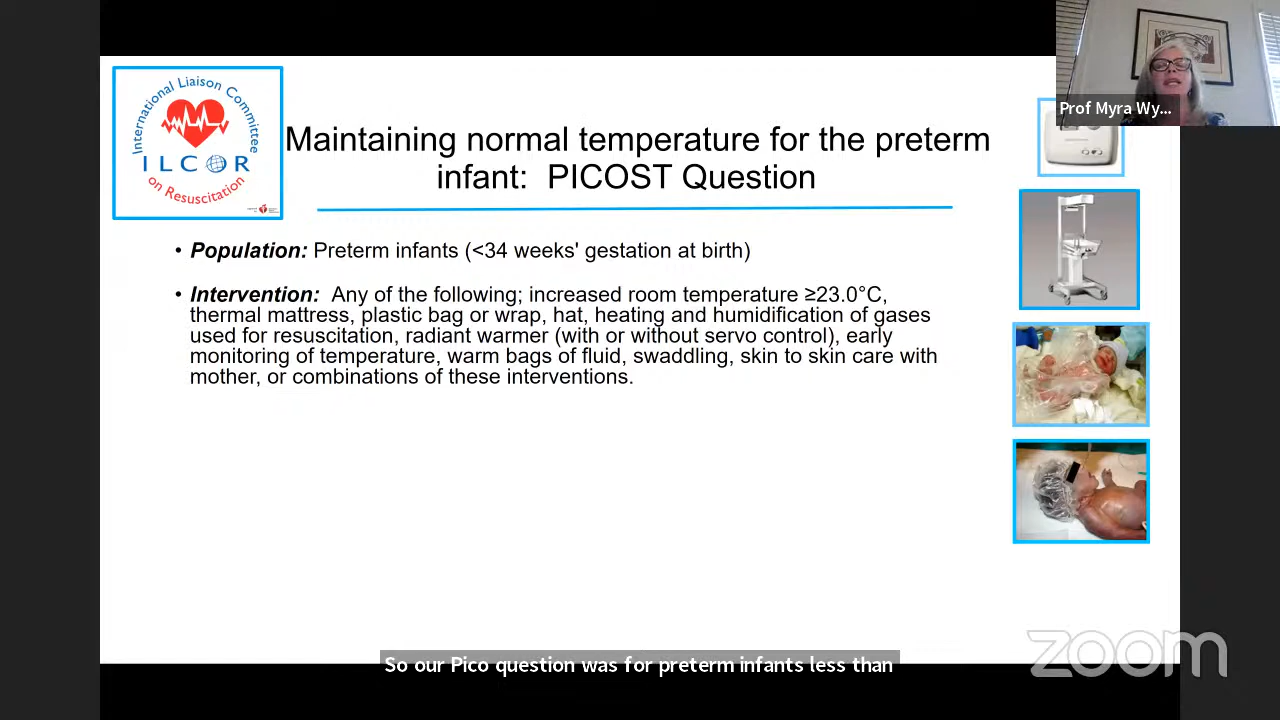 International Liaison Committee
ILCOR
on Resuscitation
Maintaining normal temperature for the preterm
infant:  PICOST Question
Prof Myra Wy...
• Population: Preterm infants (<34 weeks' gestation at birth)
• Intervention:  Any of the following; increased room temperature ≥23.0°C,
thermal mattress, plastic bag or wrap, hat, heating and humidification of gases
used for resuscitation, radiant warmer (with or without servo control), early
monitoring of temperature, warm bags of fluid, swaddling, skin to skin care with
mother, or combinations of these interventions.
zoom
So our Pico question was for preterm infants less than